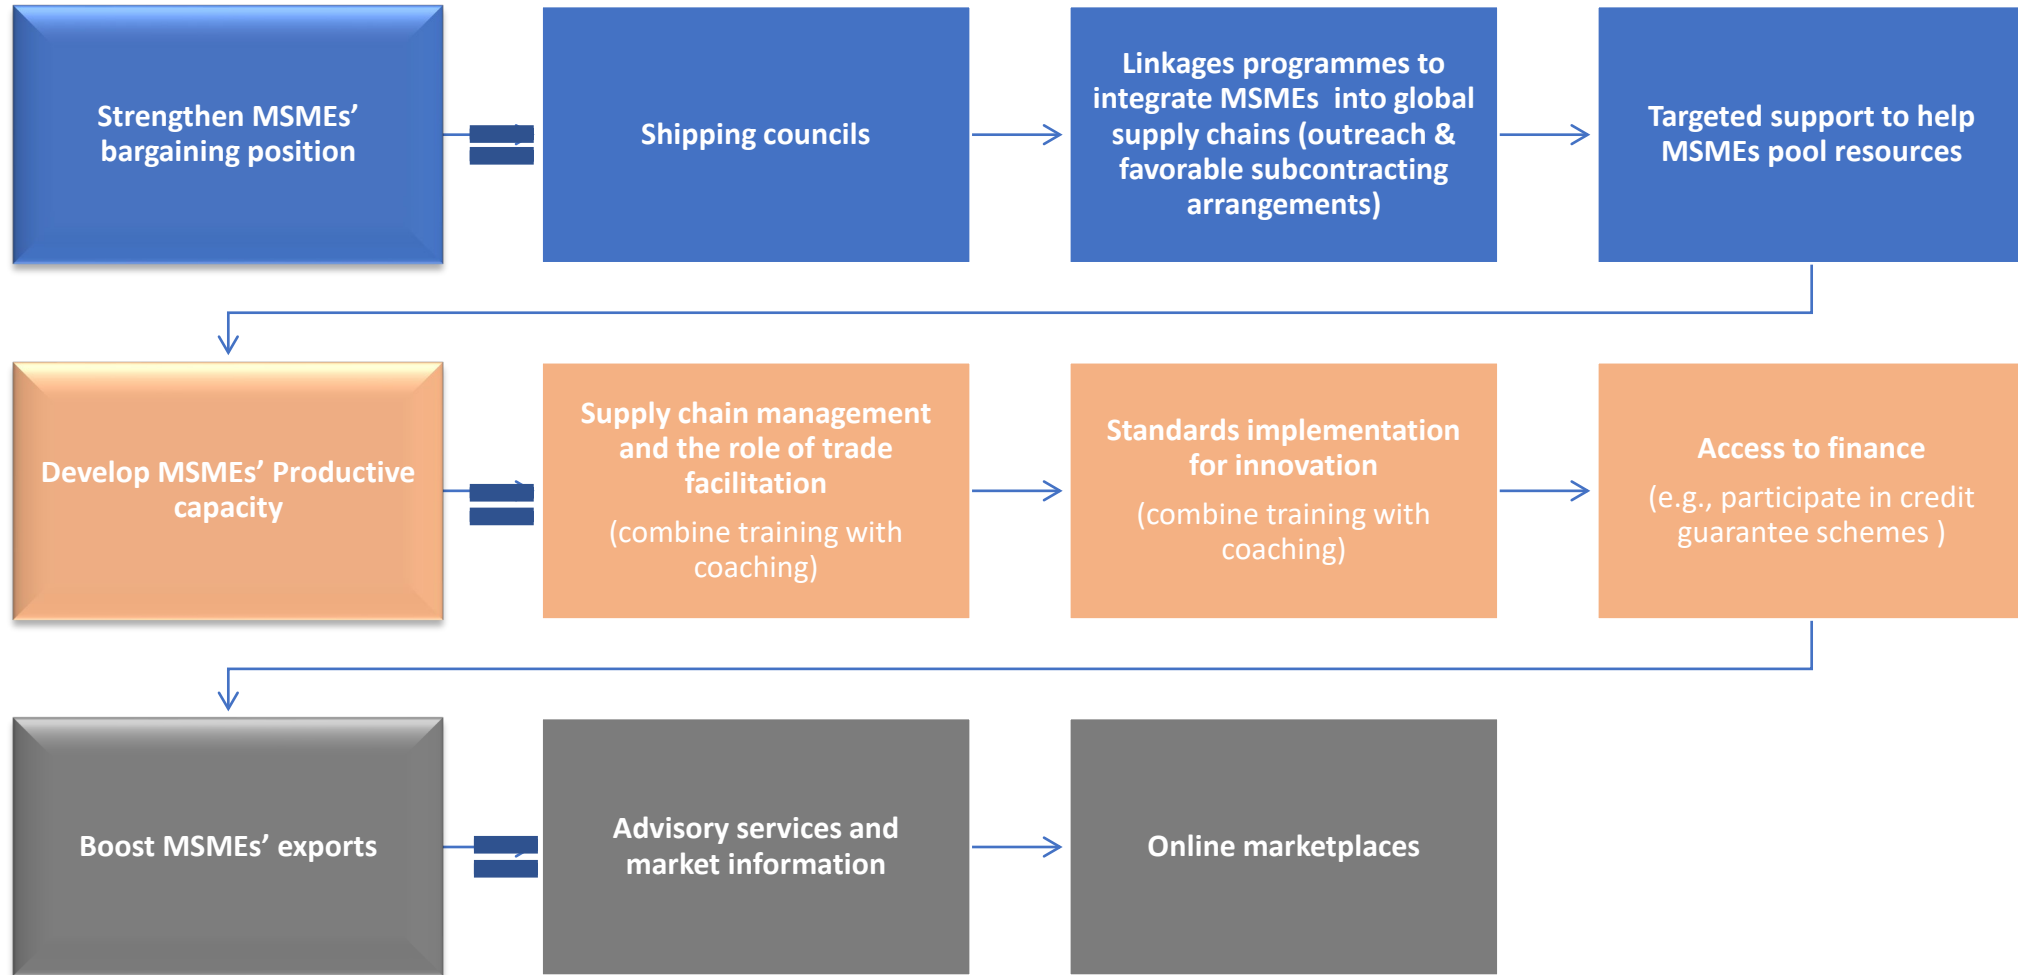 Strengthen MSMEs’
bargaining position
Shipping councils
Linkages programmes to
integrate MSMEs  into global
supply chains (outreach &
favorable subcontracting
arrangements)
Targeted support to help
MSMEs pool resources
Develop MSMEs’ Productive
capacity
Supply chain management
and the role of trade
facilitation
(combine training with
coaching)
Standards implementation
for innovation
(combine training with
coaching)
Access to finance
(e.g., participate in credit
guarantee schemes )
Boost MSMEs’ exports
Advisory services and
market information
Online marketplaces